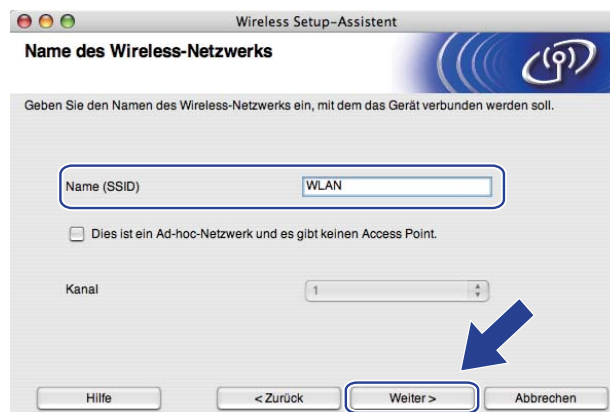 Wireless Setup-Assistent
Name des Wireless-Netzwerks
Geben Sie den Namen des Wireless-Netzwerks ein, mit dem das Gerät verbunden werden soll.
Name (SSID) WLAN
Dies ist ein Ad-hoc-Netzwerk und es gibt keinen Access Point.
Kanal 1
Hilfe < Zurück Weiter > Abbrechen